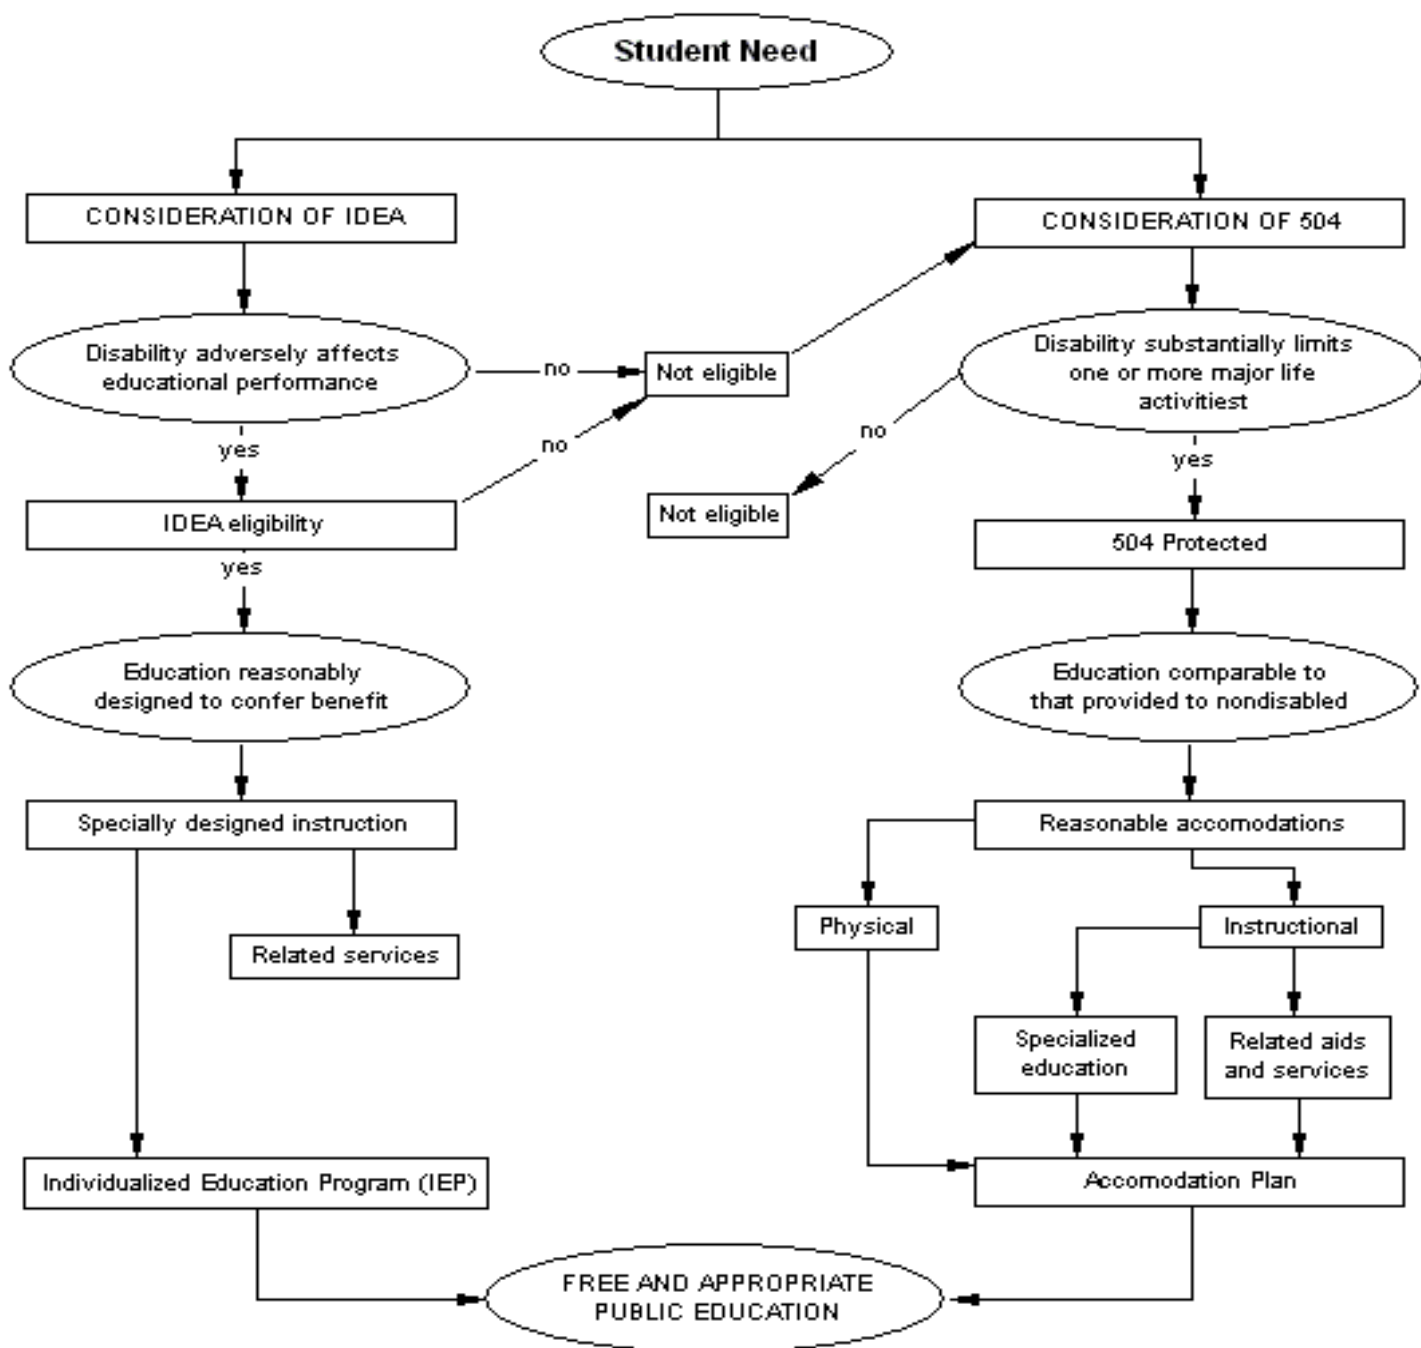 Student Need
CONSIDERATION OF IDEA
CONSIDERATION OF 504
Disability adversely affects
educational performance
no
Not eligible
Disability substantially limits
one or more major life
activitiest
yes
no
no
yes
IDEA eligibility
Not eligible
504 Protected
yes
Education reasonably
designed to confer benefit
Education comparable to
that provided to nondisabled
Specially designed instruction
Reasonable accomodations
Related services
Physical
Instructional
Specialized
education
Related aids
and services
Individualized Education Program (IEP)
Accomodation Plan
FREE AND APPROPRIATE
PUBLIC EDUCATION